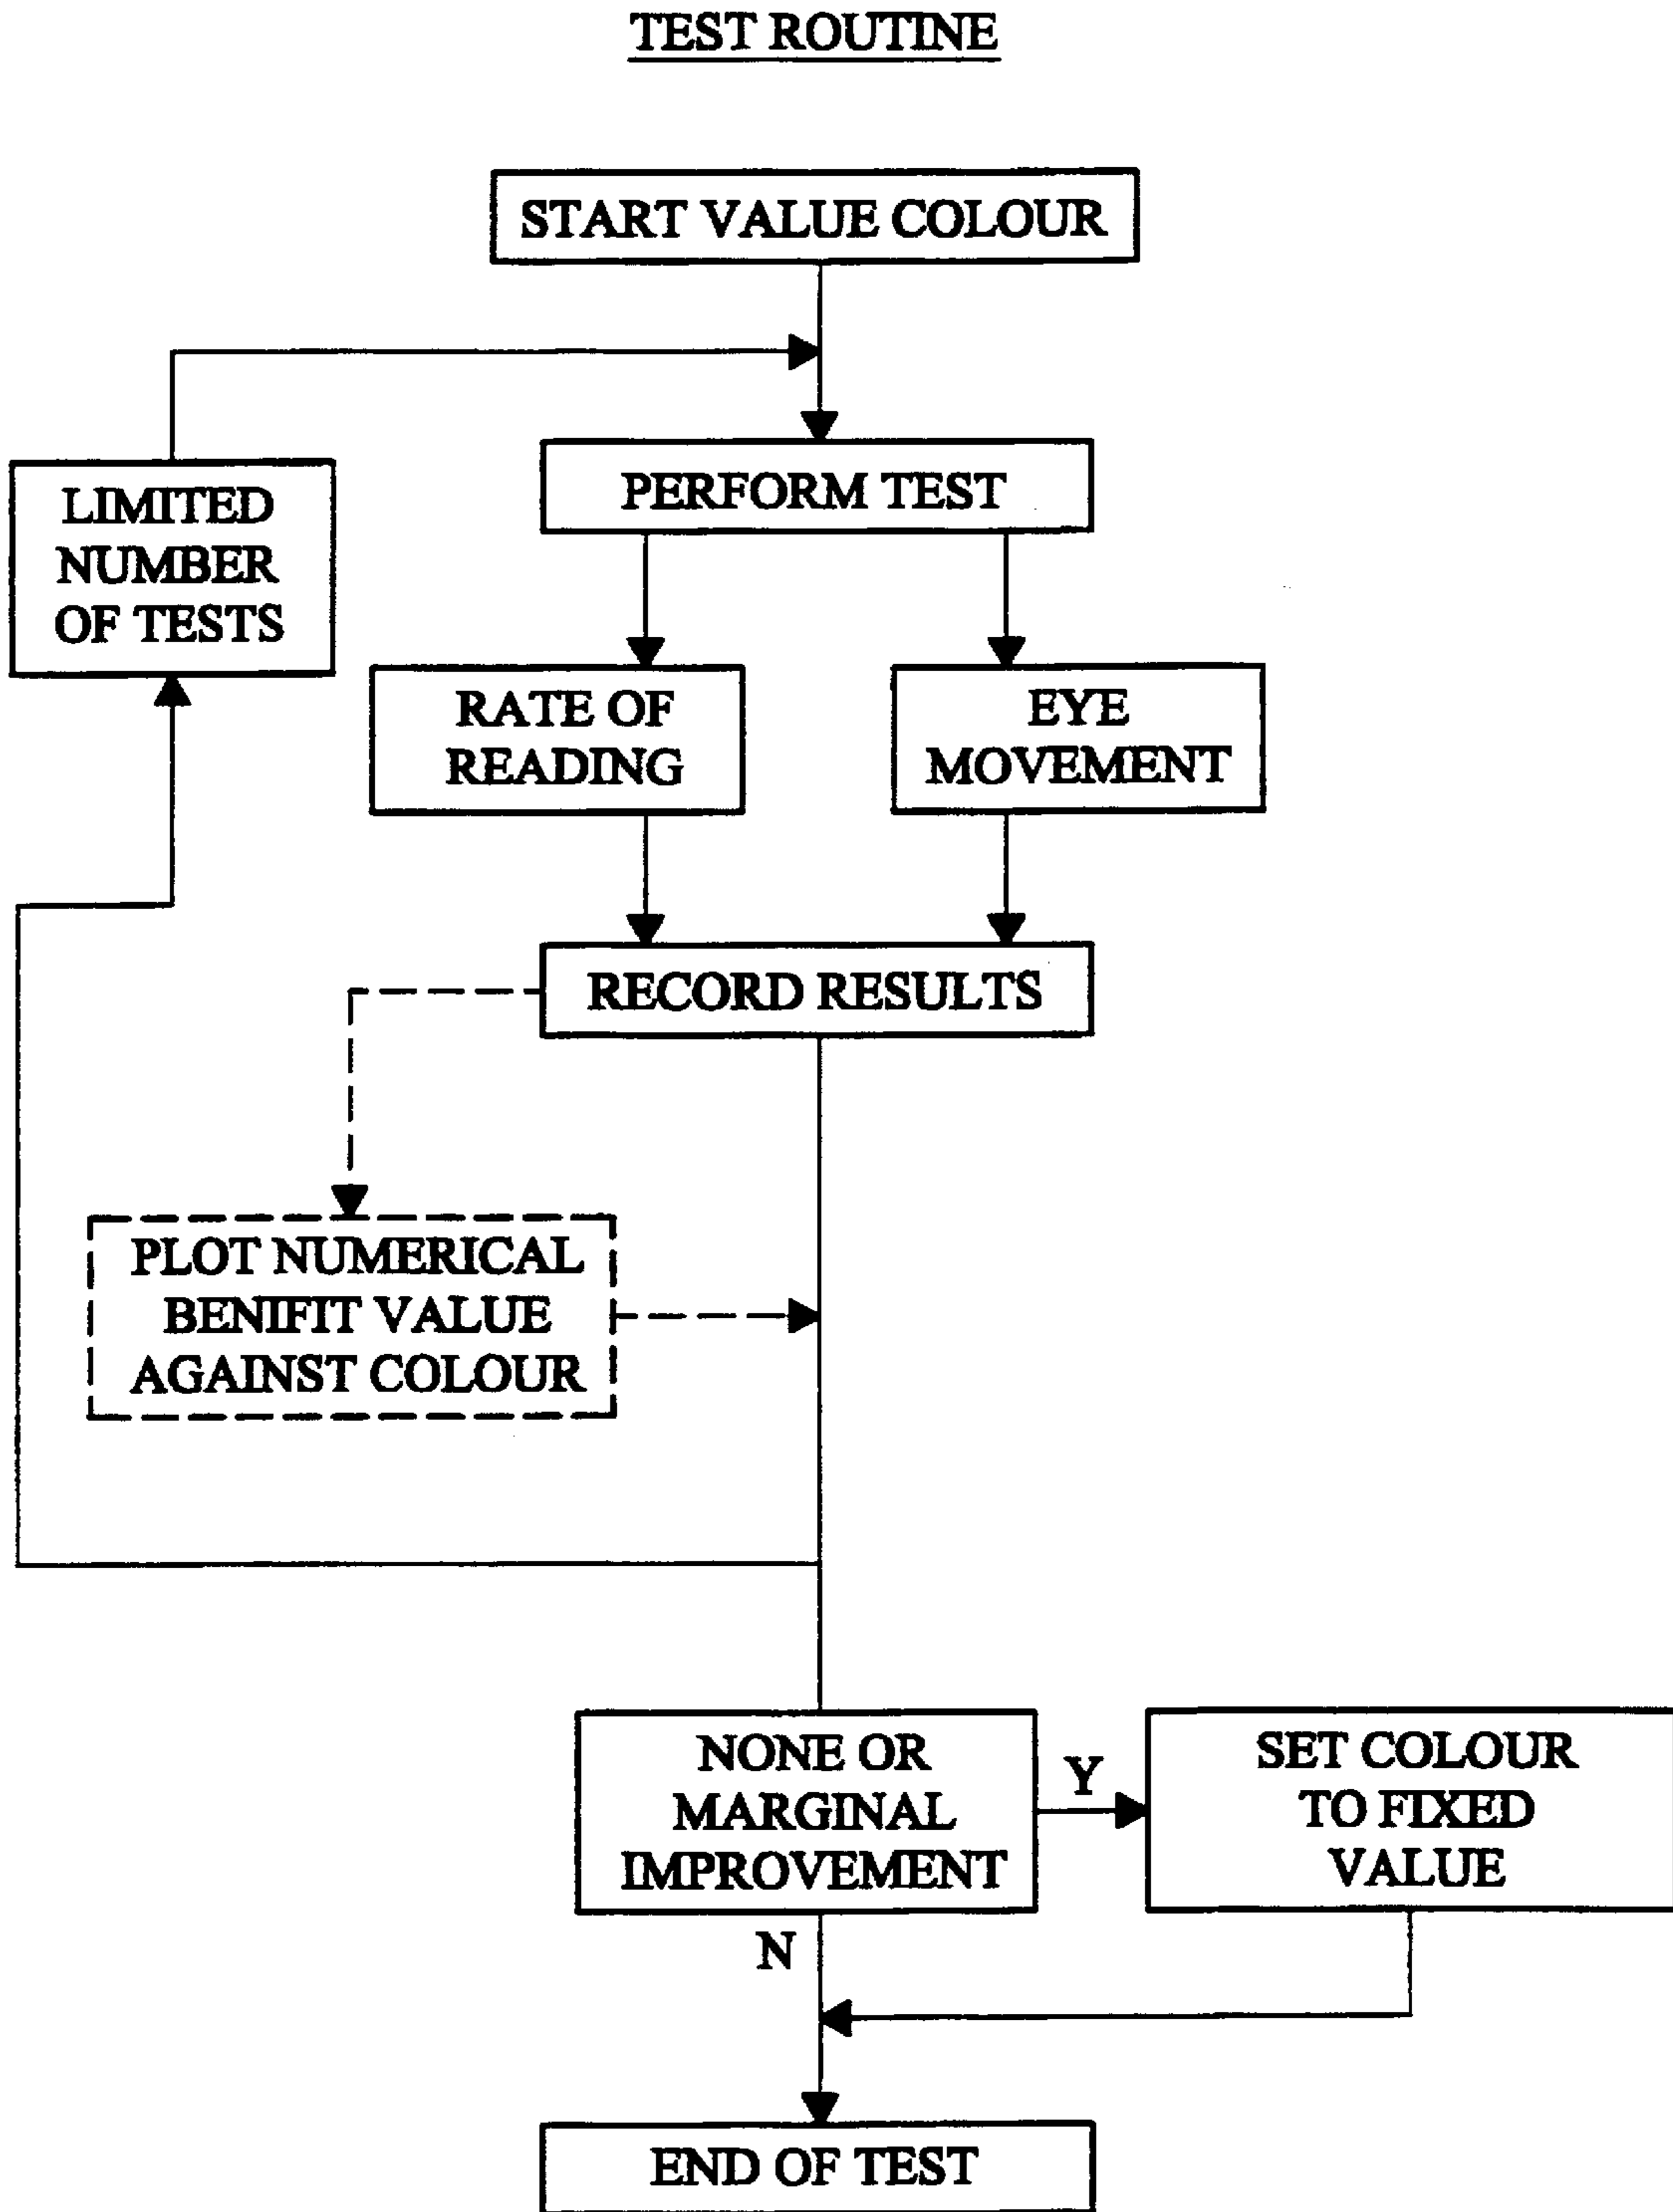 TEST ROUTINE
START VALUE COLOUR
LIMITED
NUMBER
OF TESTS
PERFORM TEST
RATE OF
READING
EYE
MOVEMENT
RECORD RESULTS
PLOT NUMERICAL
BENIFIT VALUE
AGAINST COLOUR
NONE OR
MARGINAL
IMPROVEMENT
Y
SET COLOUR
TO FIXED
VALUE
N
END OF TEST